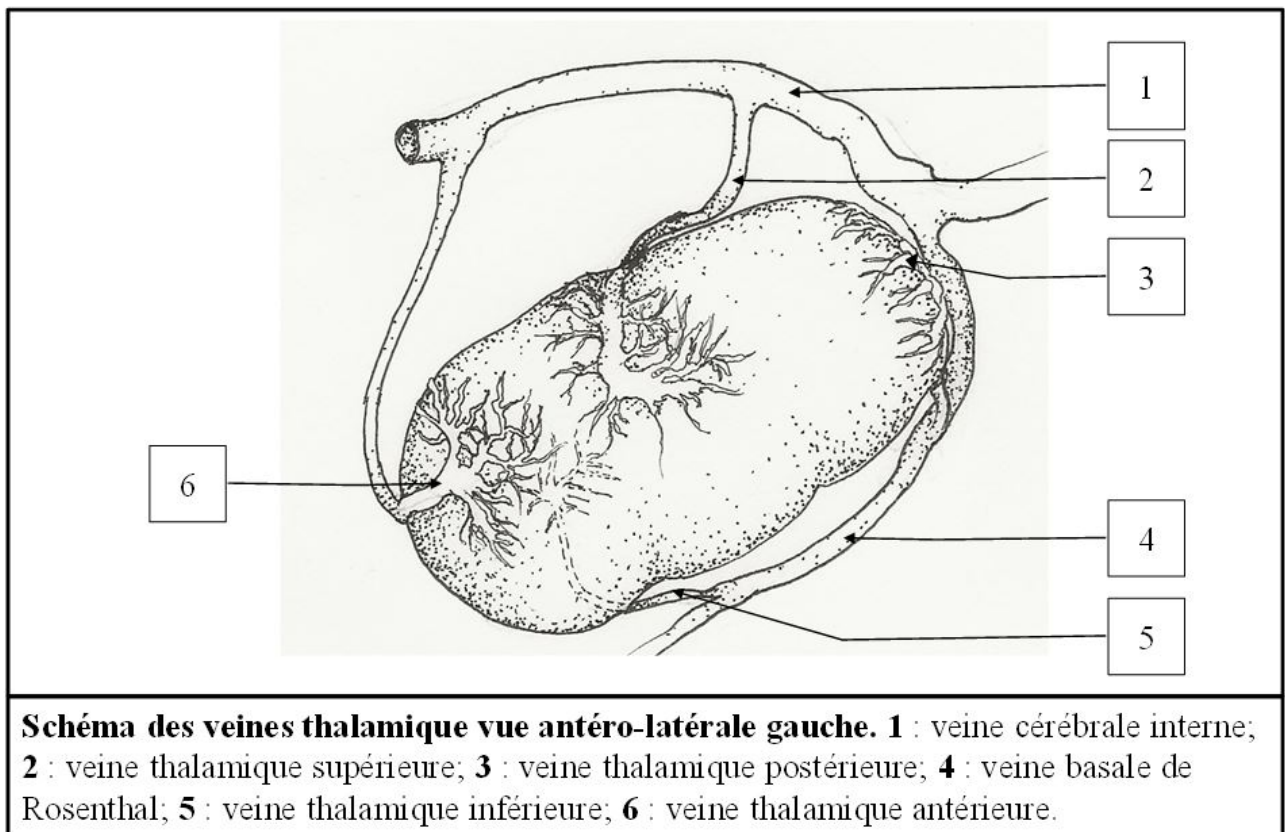 1
2
3
6
4
5
Schéma des veines thalamique vue antéro-latérale gauche. 1 : veine cérébrale interne;
2 : veine thalamique supérieure; 3 : veine thalamique postérieure; 4 : veine basale de
Rosenthal; 5 : veine thalamique inférieure; 6 : veine thalamique antérieure.